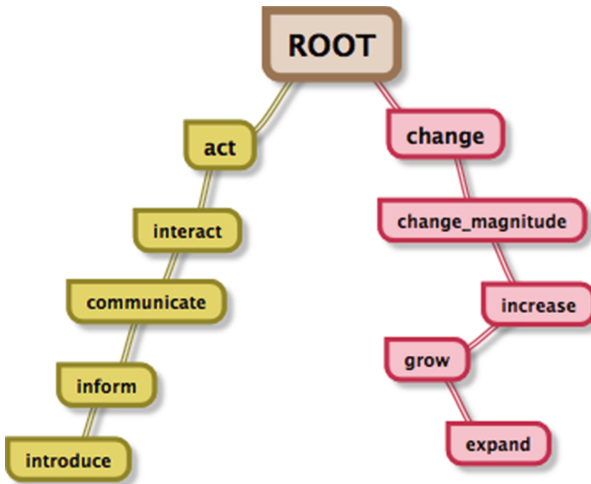 ROOT
act
change
interact
change_magnitude
communicate
increase
inform
grow
introduce
expand